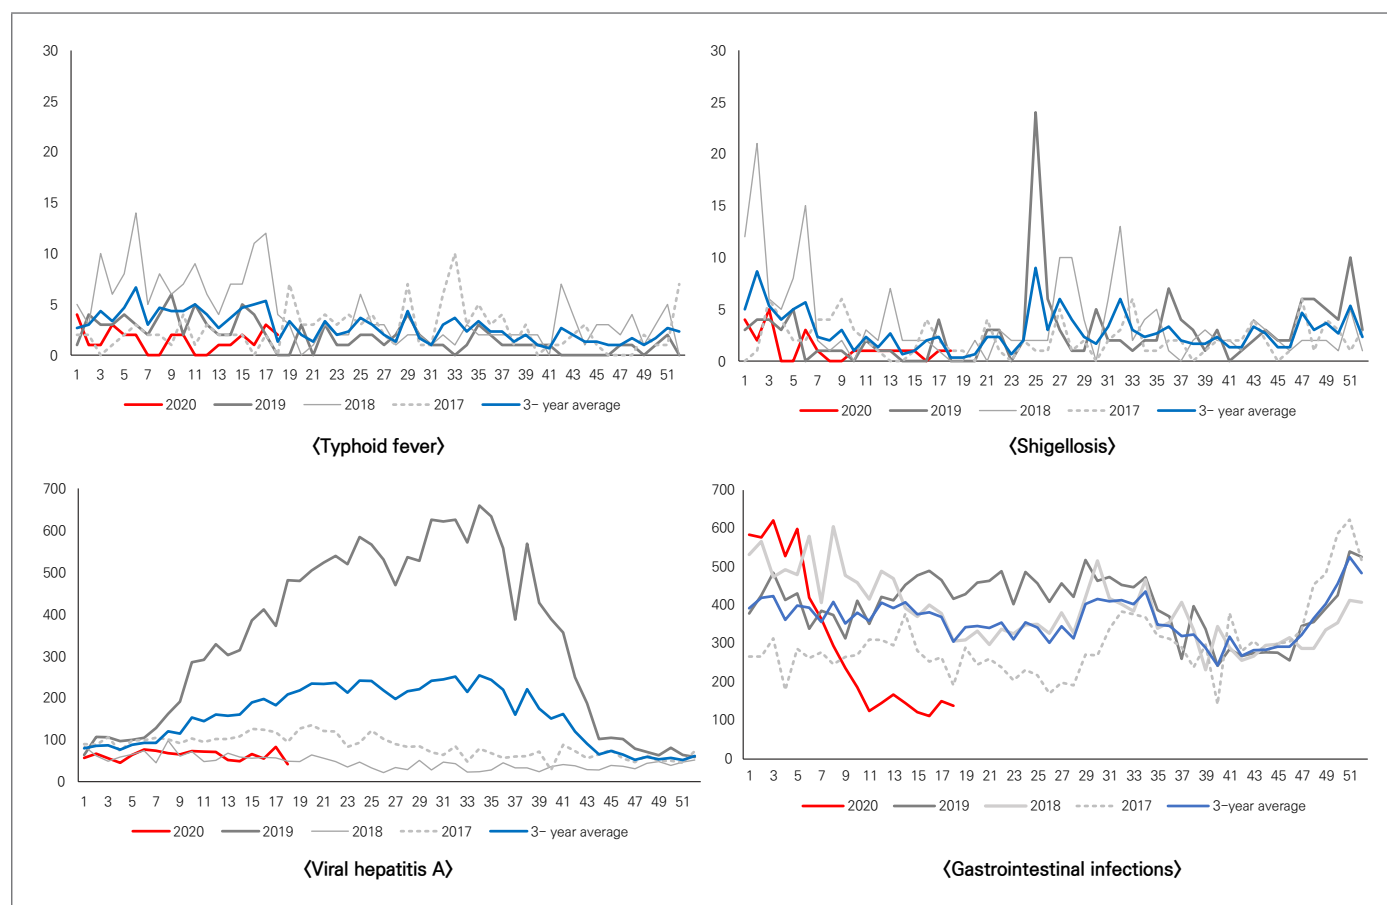 30
25
20
15
10
5
0
1 3 5 7 9 11 13 15 17 19 21 23 25 27 29 31 33 35 37 39 41 43 45 47 49 51
2020 2019 2018 2017 3- year average
〈Typhoid fever〉
30
25
20
15
10
5
0
1 3 5 7 9 11 13 15 17 19 21 23 25 27 29 31 33 35 37 39 41 43 45 47 49 51
2020 2019 2018 2017 3- year average
〈Shigellosis〉
700
600
500
400
300
200
100
0
1 3 5 7 9 11 13 15 17 19 21 23 25 27 29 31 33 35 37 39 41 43 45 47 49 51
2020 2019 2018 2017 3- year average
〈Viral hepatitis A〉
700
600
500
400
300
200
100
0
1 3 5 7 9 11 13 15 17 19 21 23 25 27 29 31 33 35 37 39 41 43 45 47 49 51
2020 2019 2018 2017 3-year average
〈Gastrointestinal infections〉